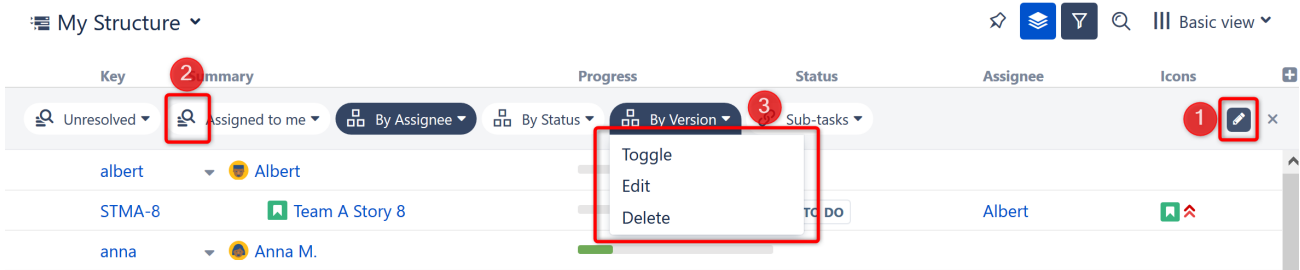 My Structure
Basic view
Key Summary Progress Status Assignee Icons
2
Unresolved Assigned to me By Assignee By Status By Version Sub-tasks
3
1
Toggle
Edit
Delete
albert Albert
STMA-8 Team A Story 8 TO DO Albert
anna Anna M.